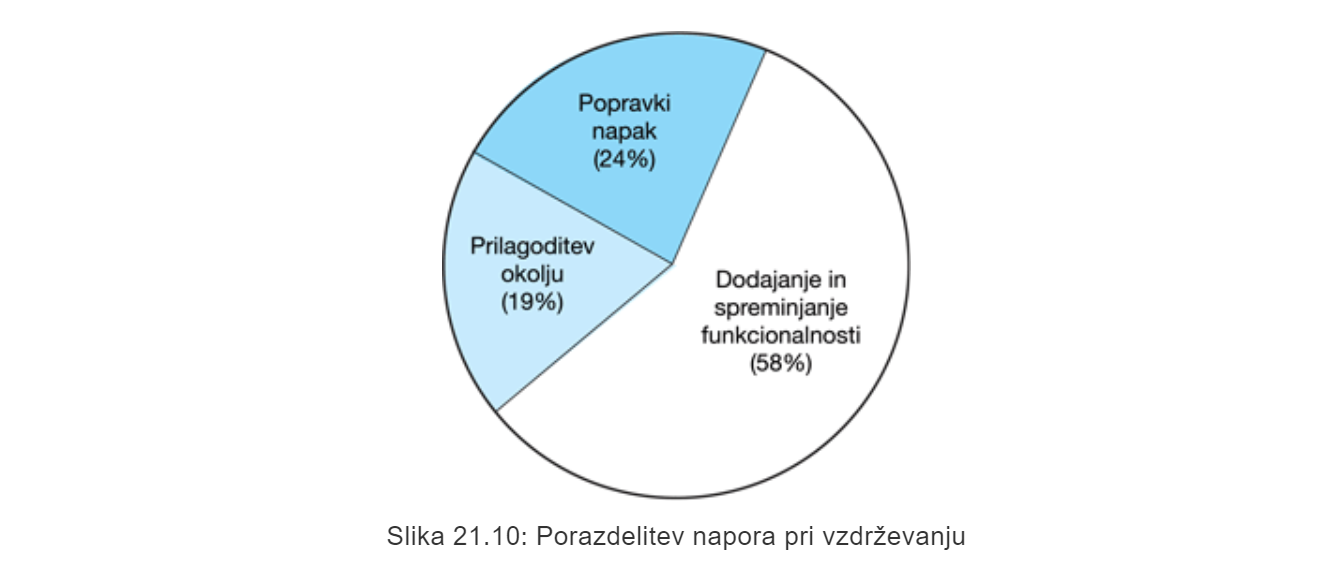 Popravki
napak
(24%)
Prilagoditev
okolju
(19%)
Dodajanje in
spreminjanje
funkcionalnosti
(58%)
Slika 21.10: Porazdelitev napora pri vzdrževanju